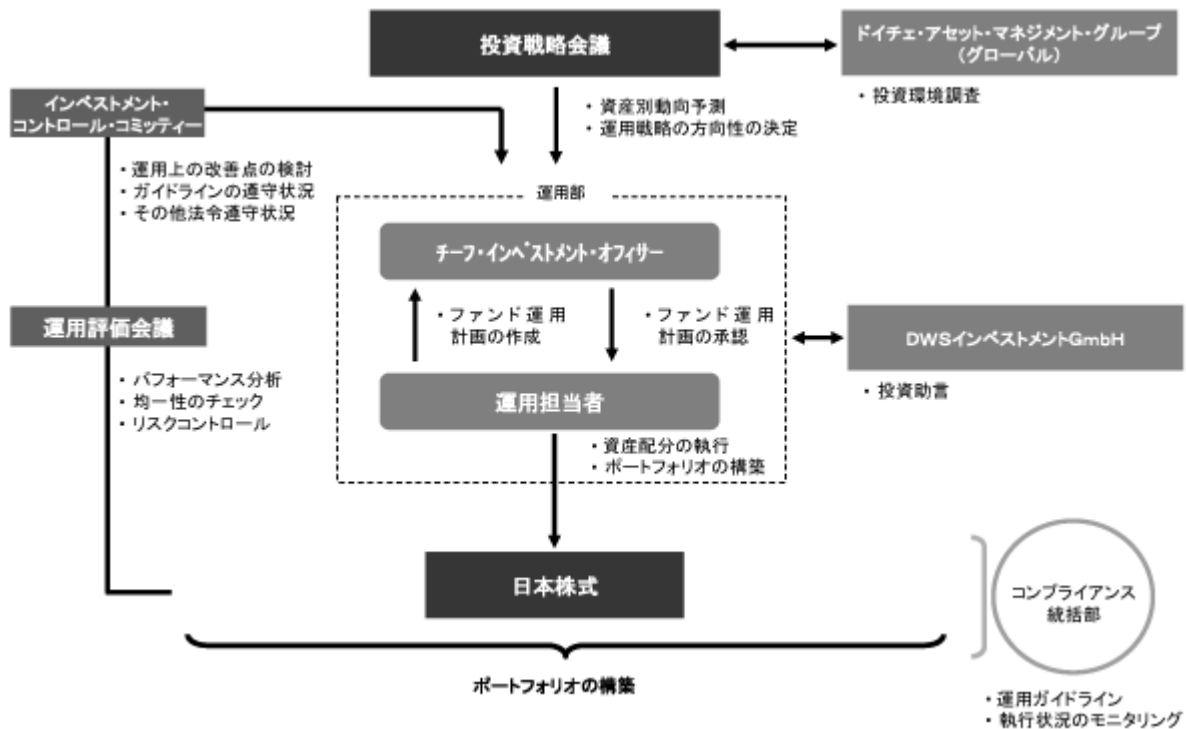 投資戦略会議
ドイチェ・アセット・マネジメント・グループ
(グローバル)
・投資環境調査
インベストメント・
コントロール・コミッティー
・資産別動向予測
・運用戦略の方向性の決定
・運用上の改善点の検討
・ガイドラインの遵守状況
・その他法令遵守状況
運用部
チーフ・インベストメント・オフィサー
・ファンド運用
計画の作成
・ファンド運用
計画の承認
運用評価会議
DWSインベストメントGmbH
・パフォーマンス分析
・均一性のチェック
・リスクコントロール
・投資助言
運用担当者
・資産配分の執行
・ポートフォリオの構築
日本株式
コンプライアンス
統括部
ポートフォリオの構築
・運用ガイドライン
・執行状況のモニタリング